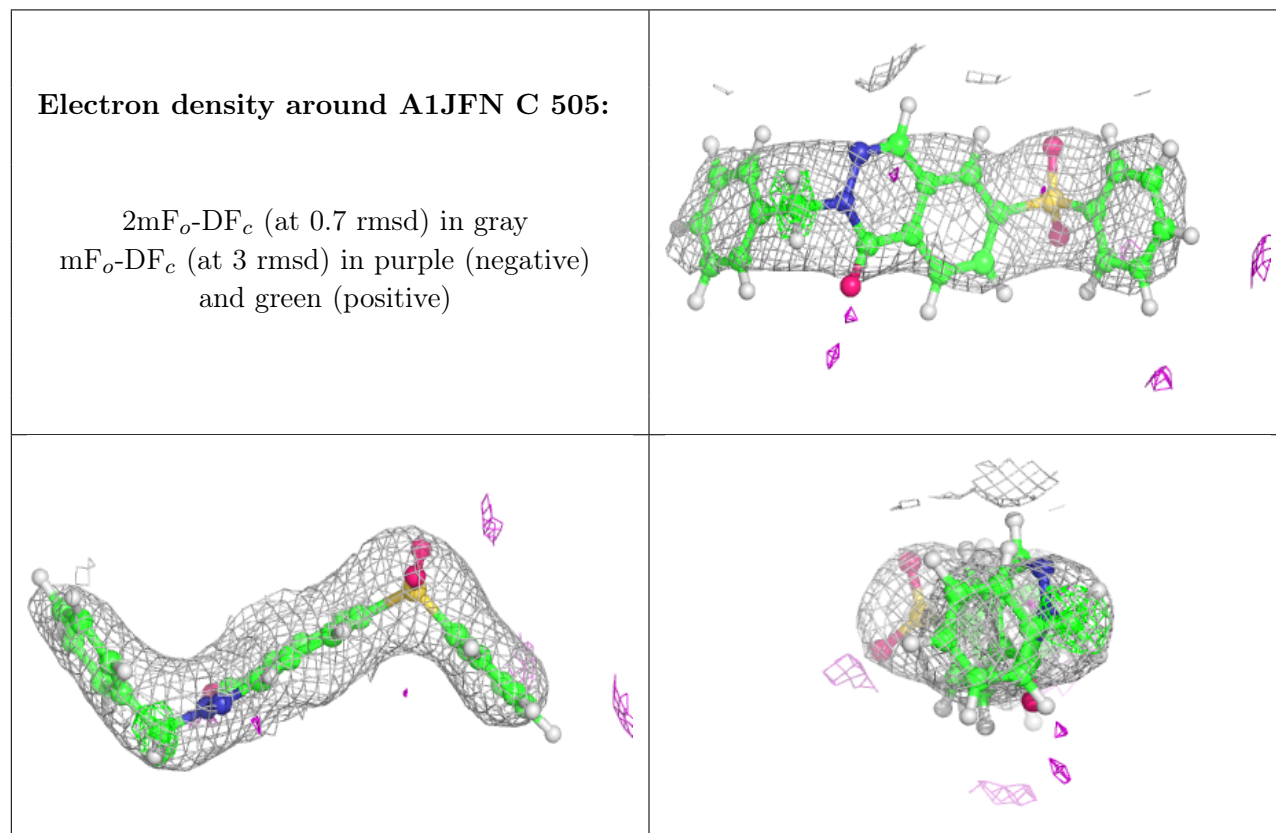 Electron density around A1JFN C 505:
2mFo-DFc (at 0.7 rmsd) in gray
mFo-DFc (at 3 rmsd) in purple (negative)
and green (positive)